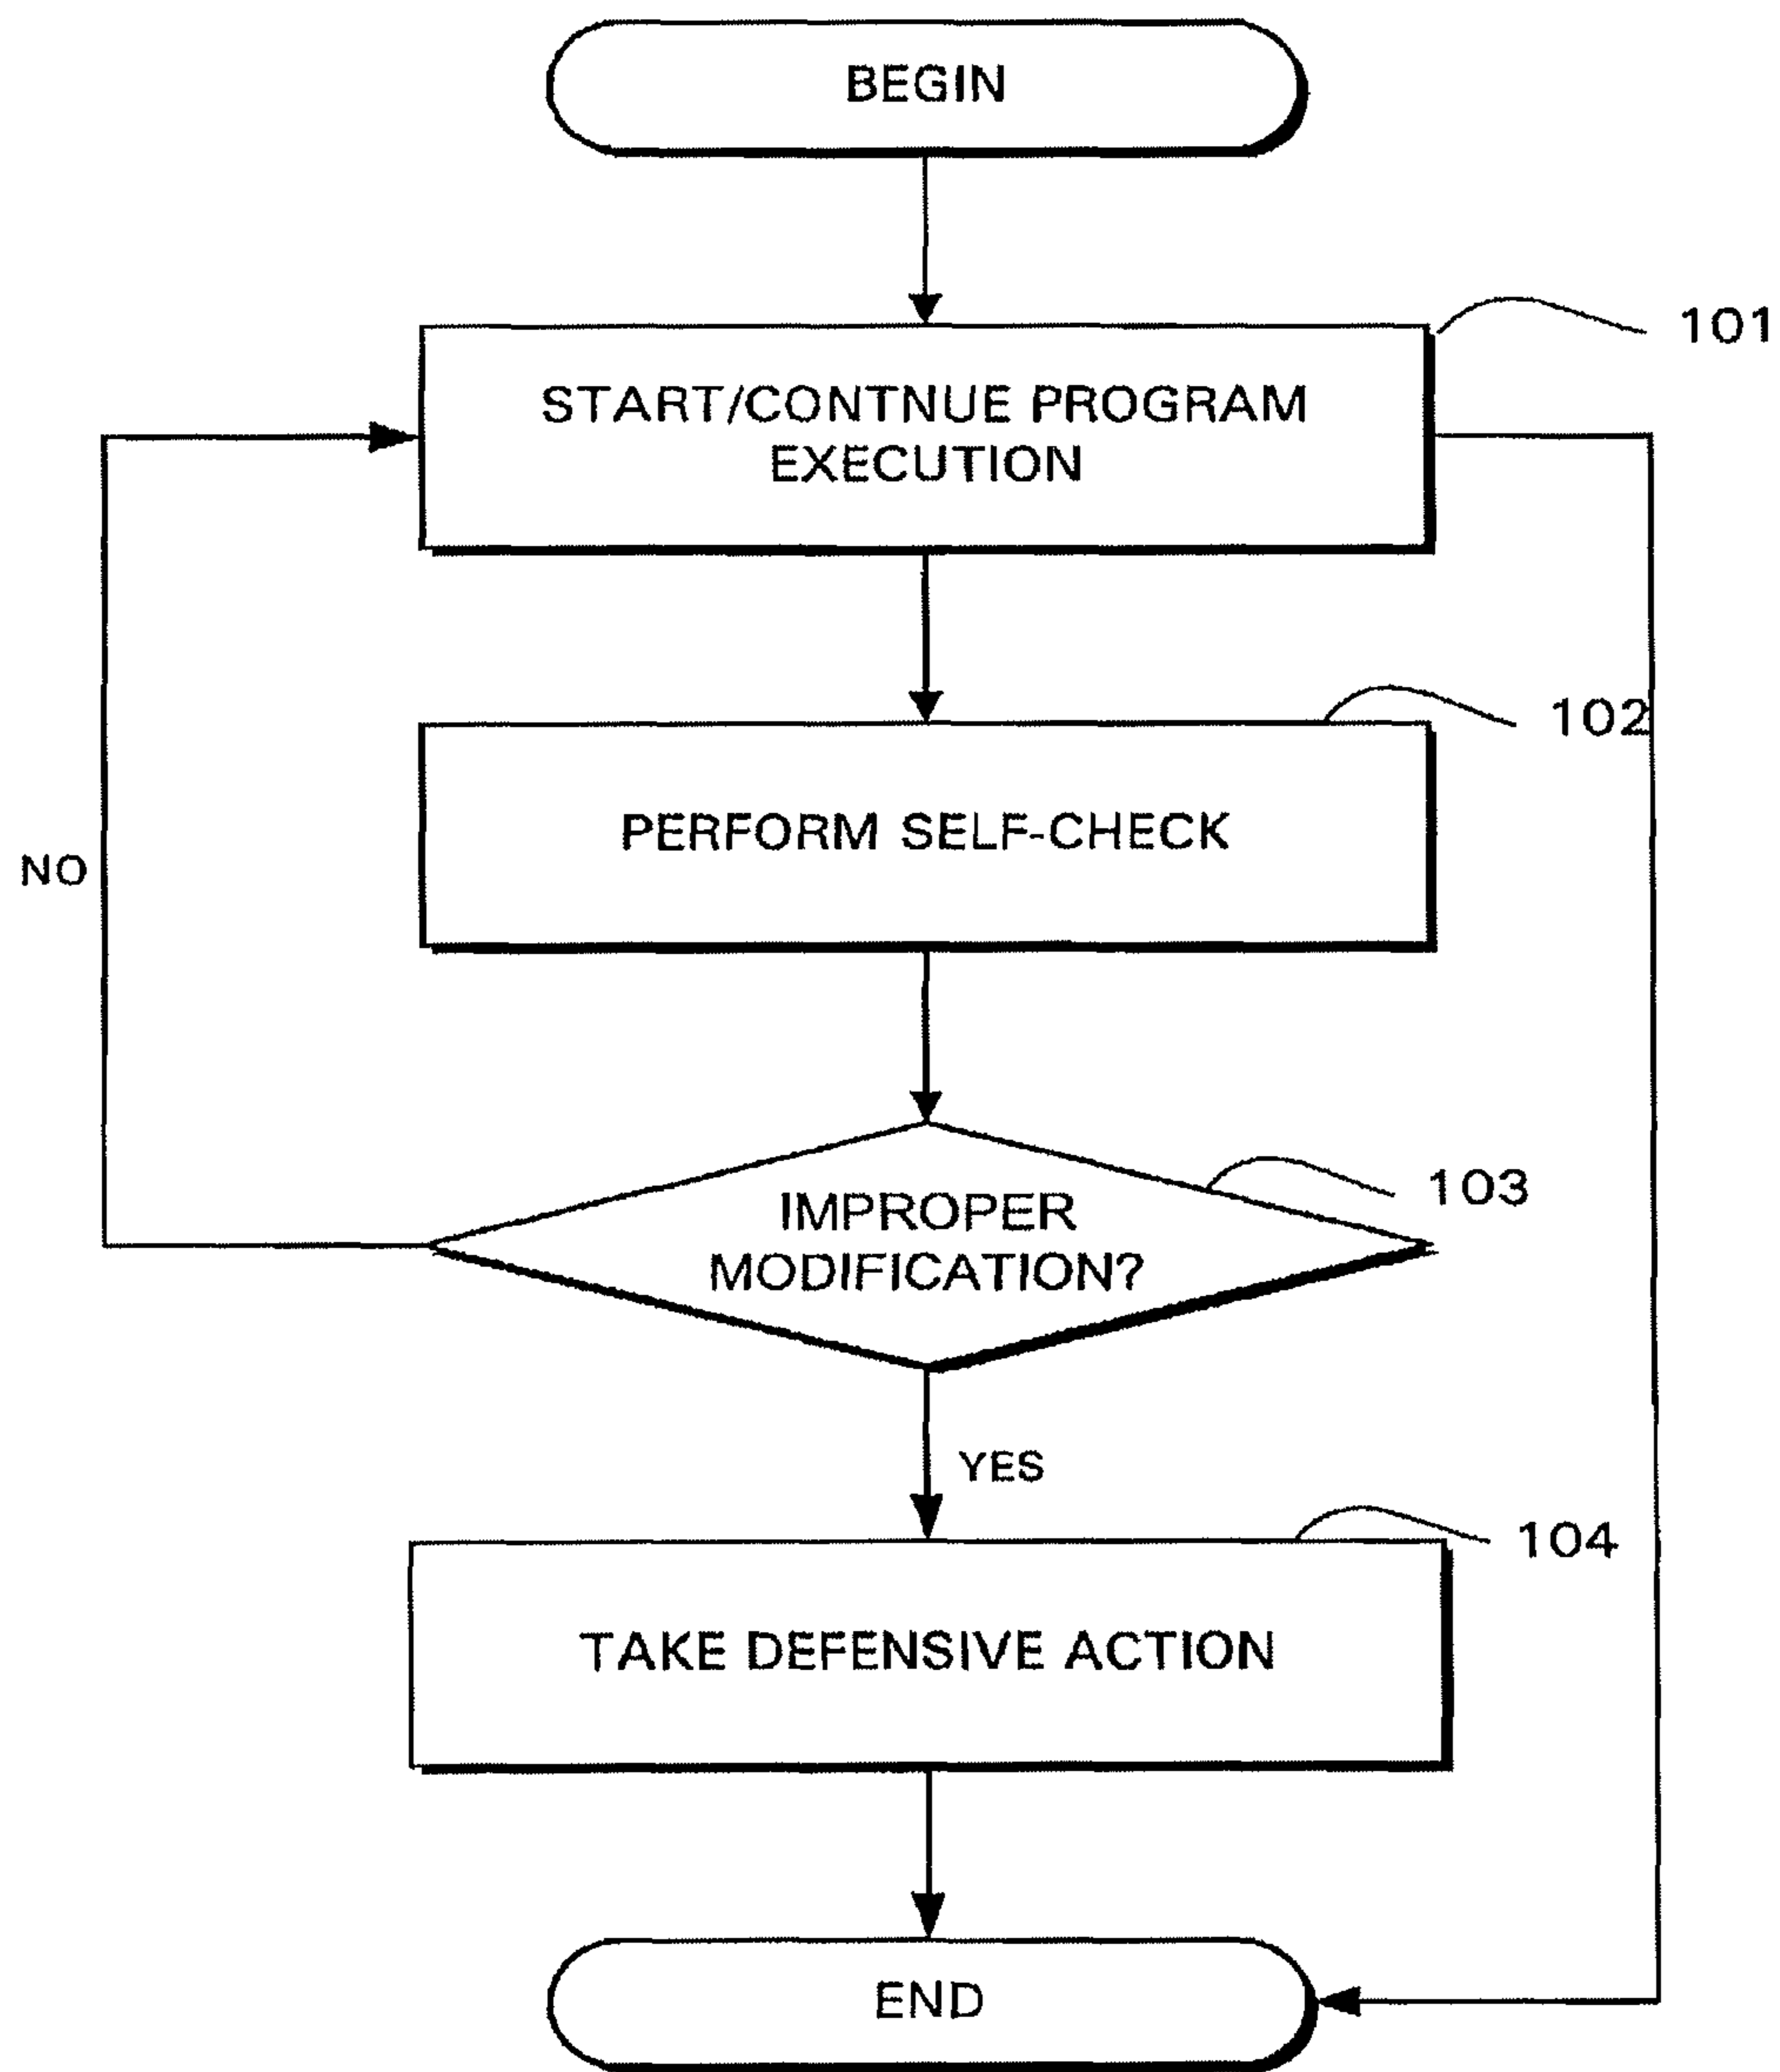 BEGIN
101
START/CONTNUE PROGRAM
EXECUTION
102
PERFORM SELF-CHECK
NO
103
IMPROPER
MODIFICATION?
YES
104
TAKE DEFENSIVE ACTION
END